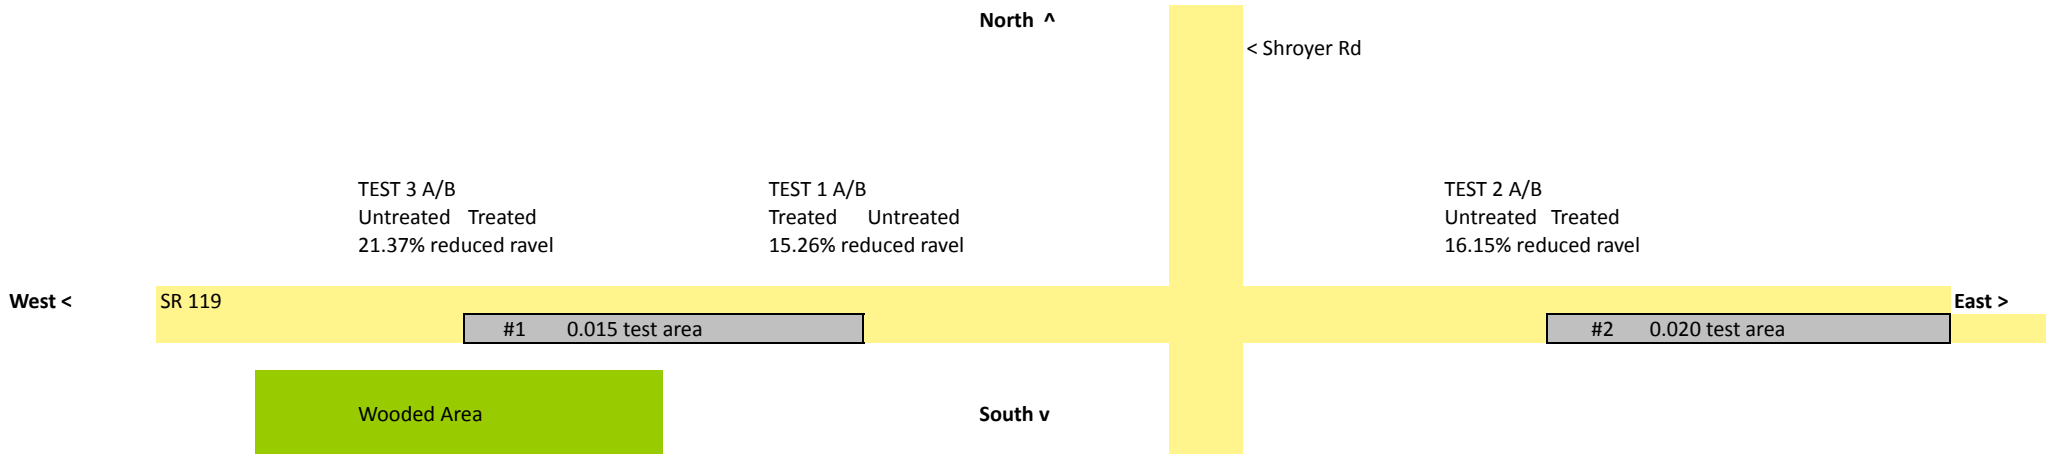 North ^
< Shroyer Rd
TEST 3 A/B
Untreated Treated
21.37% reduced ravel
TEST 1 A/B
Treated Untreated
15.26% reduced ravel
TEST 2 A/B
Untreated Treated
16.15% reduced ravel
West <
SR 119
East >
#1 0.015 test area
#2 0.020 test area
Wooded Area
South v